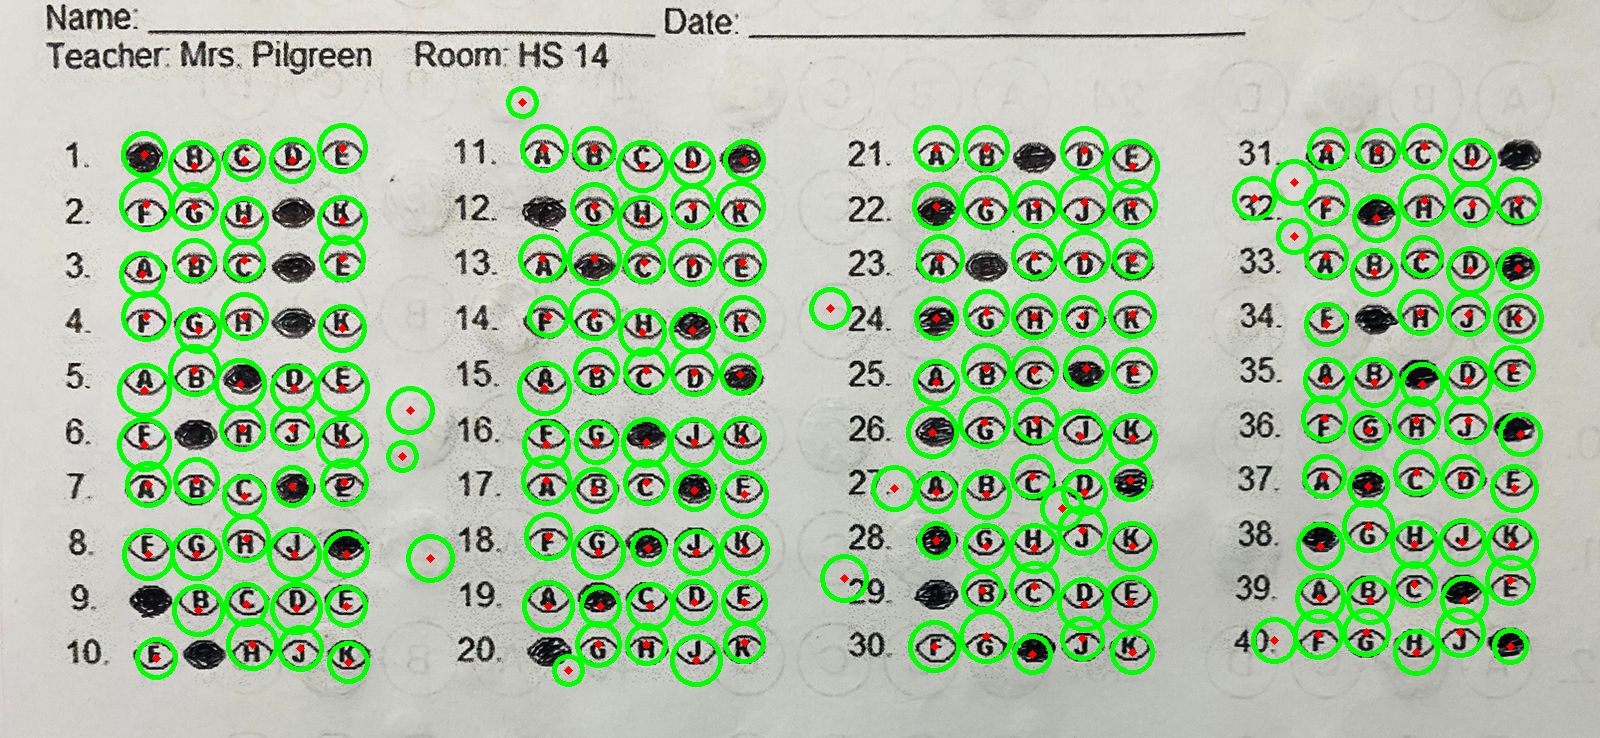 Name: Date:
Teacher: Mrs. Pilgreen Room: HS 14
1. B C D E 11. A B C D 21. A B D E 31. A B C D
2. F G H K 12. G H J K 22. G H J K 32. F H J K
3. A B C E 13. A C D E 23. A C D E 33. A B C D
4. F G H K 14. F G H K 24. G H J K 34. F H J K
5. A B D E 15. A B C D 25. A B C E 35. A B D E
6. F H J K 16. F G J K 26. G H J K 36. F G H J
7. A B C E 17. A B C E 27. A B C D 37. A C D E
8. F G H J 18. F G J K 28. G H J K 38. G H J K
9. B C D E 19. A C D E 29. B C D E 39. A B C E
10. F H J K 20. G H J K 30. F G J K 40. F G H J